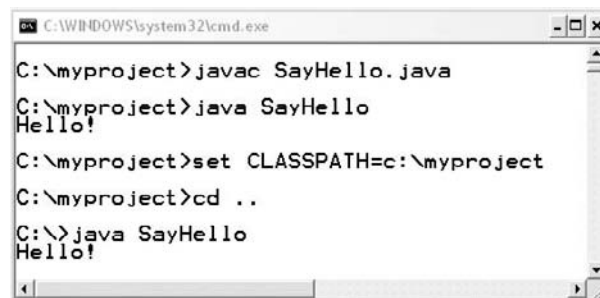 C:\WINDOWS\system32\cmd.exe
C:\myproject>javac SayHello.java
C:\myproject>java SayHello
Hello!
C:\myproject>set CLASSPATH=c:\myproject
C:\myproject>cd ..
C:\>java SayHello
Hello!